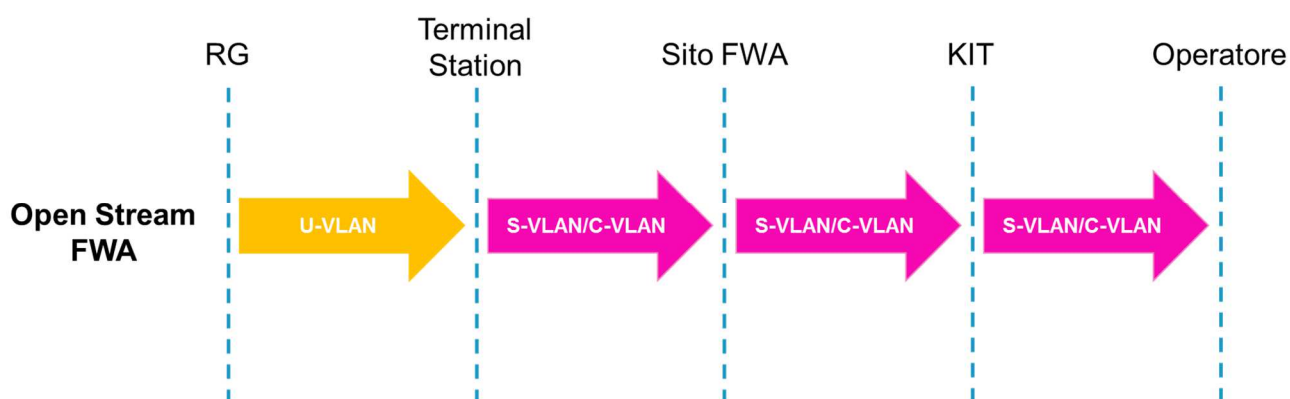 RG
Terminal
Station
Sito FWA
KIT
Operatore
Open Stream
FWA
U-VLAN
S-VLAN/C-VLAN
S-VLAN/C-VLAN
S-VLAN/C-VLAN